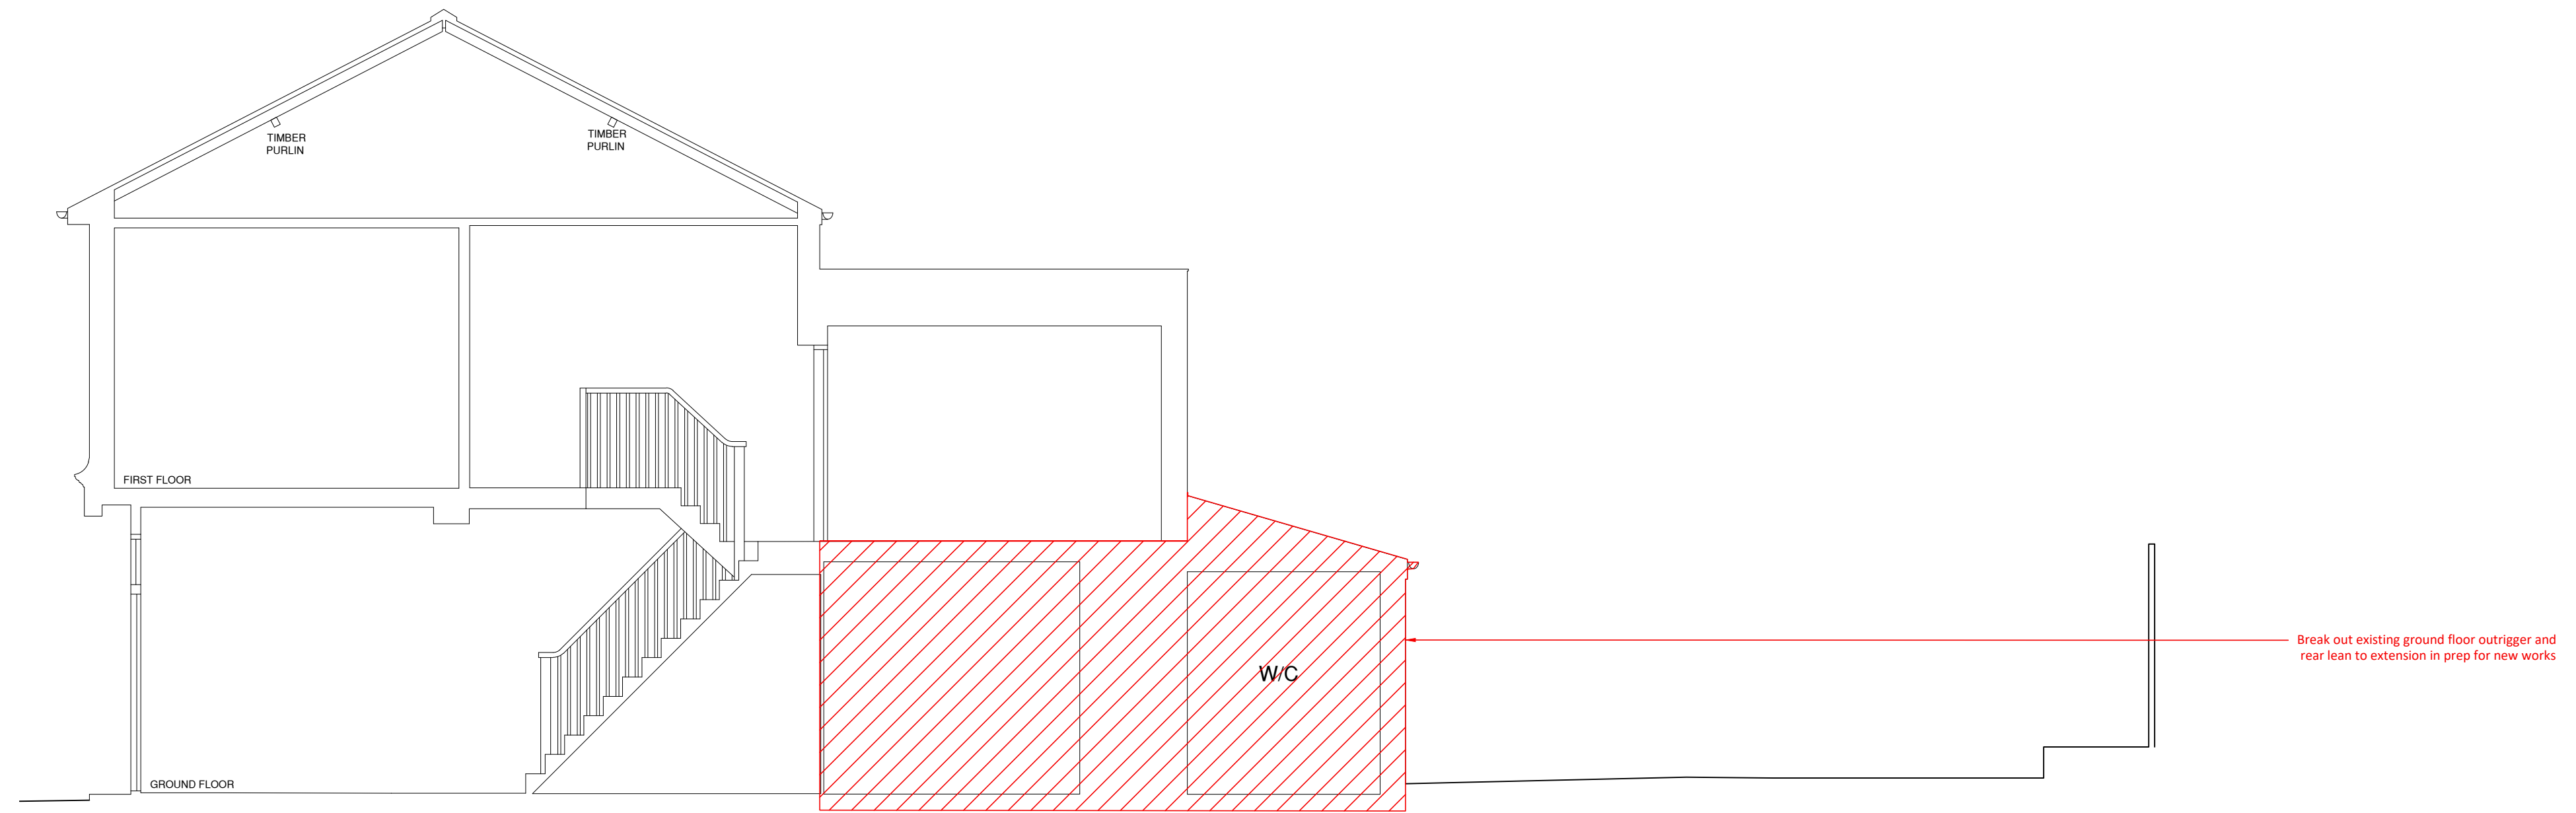 TIMBER
PURLIN
TIMBER
PURLIN
FIRST FLOOR
Break out existing ground floor outrigger and
rear lean to extension in prep for new works
W/C
GROUND FLOOR